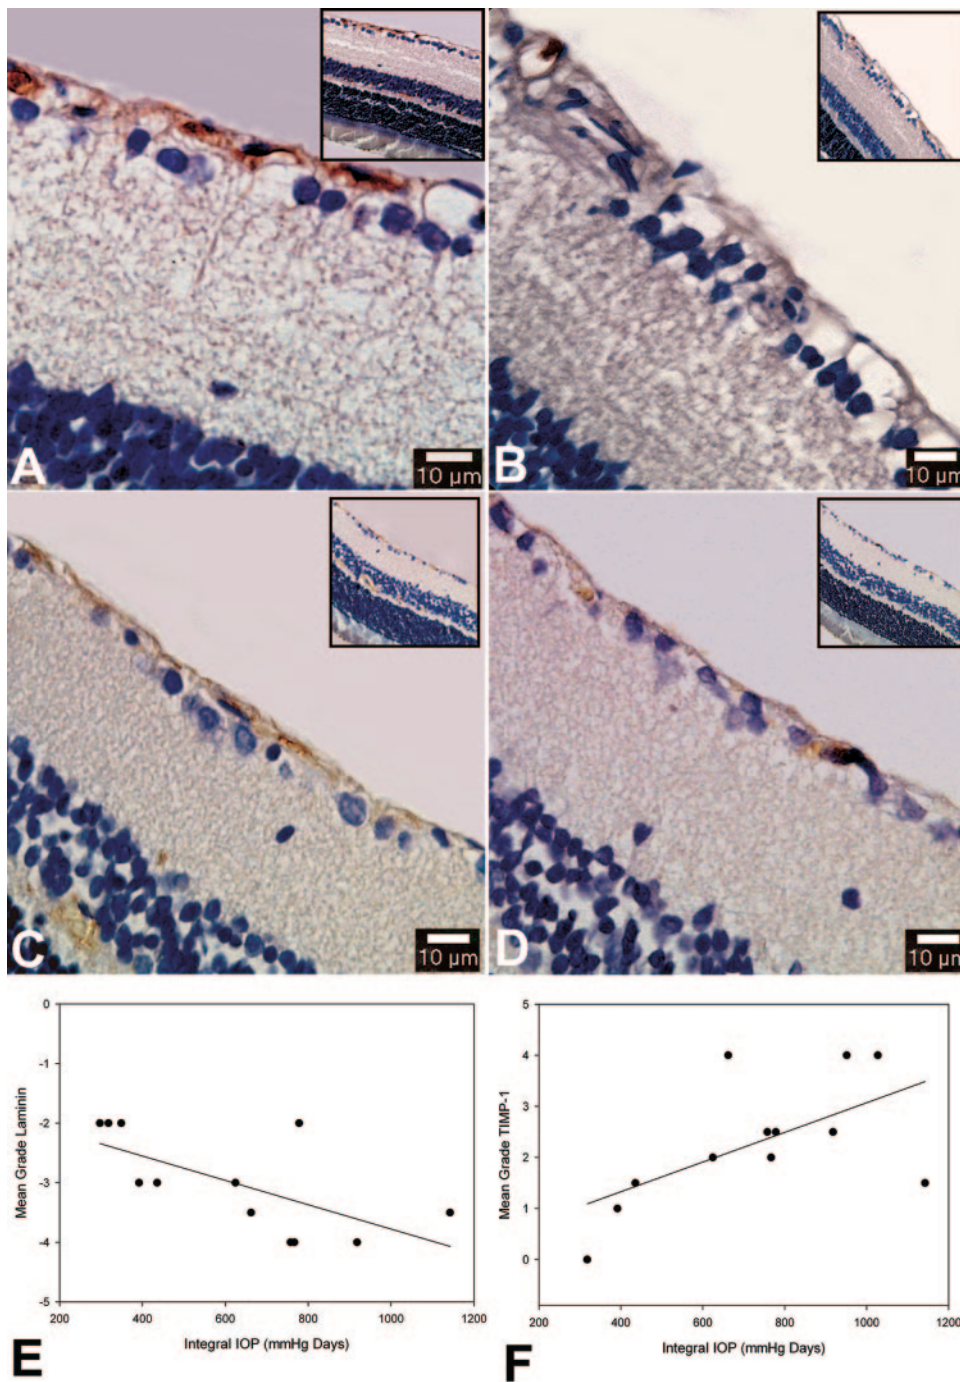 A
10 µm
B
10 µm
C
10 µm
D
10 µm
0
-1
-2
-3
-4
-5
Mean Grade Laminin
200
400
600
800
1000
1200
Integral IOP (mmHg Days)
E
5
4
3
2
1
0
Mean Grade TIMP-1
200
400
600
800
1000
1200
Integral IOP (mmHg Days)
F